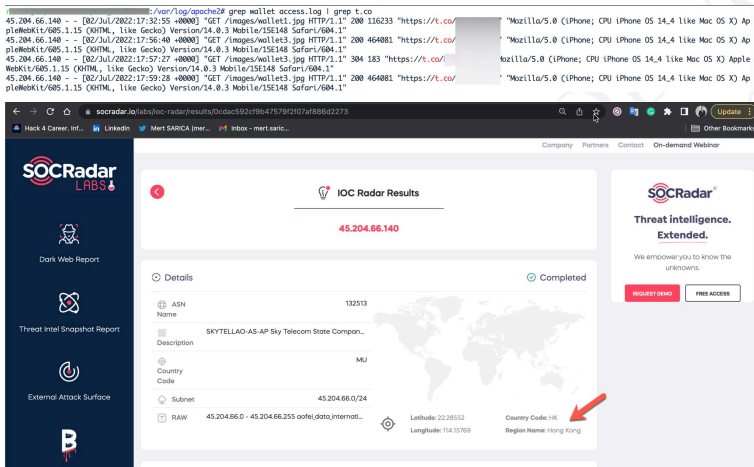 :/var/log/apache2# grep wallet access.log | grep t.co
45.204.66.140 - - [02/Jul/2022:17:32:55 +0000] "GET /images/wallet1.jpg HTTP/1.1" 200 116233 "https://t.co/ " "Mozilla/5.0 (iPhone; CPU iPhone OS 14_4 like Mac OS X) Ap
pleWebKit/605.1.15 (KHTML, like Gecko) Version/14.0.3 Mobile/15E148 Safari/604.1"
45.204.66.140 - - [02/Jul/2022:17:56:40 +0000] "GET /images/wallet3.jpg HTTP/1.1" 200 464081 "https://t.co/ " "Mozilla/5.0 (iPhone; CPU iPhone OS 14_4 like Mac OS X) Ap
pleWebKit/605.1.15 (KHTML, like Gecko) Version/14.0.3 Mobile/15E148 Safari/604.1"
45.204.66.140 - - [02/Jul/2022:17:57:27 +0000] "GET /images/wallet3.jpg HTTP/1.1" 304 183 "https://t.co/ Mozilla/5.0 (iPhone; CPU iPhone OS 14_4 like Mac OS X) Apple
WebKit/605.1.15 (KHTML, like Gecko) Version/14.0.3 Mobile/15E148 Safari/604.1"
45.204.66.140 - - [02/Jul/2022:17:59:28 +0000] "GET /images/wallet3.jpg HTTP/1.1" 200 464081 "https://t.co/ " "Mozilla/5.0 (iPhone; CPU iPhone OS 14_4 like Mac OS X) Ap
pleWebKit/605.1.15 (KHTML, like Gecko) Version/14.0.3 Mobile/15E148 Safari/604.1"
socradar.io/labs/ioc-radar/results/0cdac592cf9b47579f2f07af886d2273
Update
Hack 4 Career. Inf... LinkedIn Mert SARICA (mer... Inbox - mert.saric... Other Bookmarks
Company Partners Contact On-demand Webinar
SOCRadar
LABS
Dark Web Report
Threat Intel Snapshot Report
External Attack Surface
IOC Radar Results
45.204.66.140
Details
Completed
ASN Name 132513
Description SKYTELLAO-AS-AP Sky Telecom State Compan...
Country Code MU
Subnet 45.204.66.0/24
RAW 45.204.66.0 - 45.204.66.255 aofei_data_internati...
Latitude: 22.28552 Country Code: HK
Longitude: 114.15769 Region Name: Hong Kong
SOCRadar
Threat intelligence.
Extended.
We empower you to know the
unknowns.
REQUEST DEMO FREE ACCESS